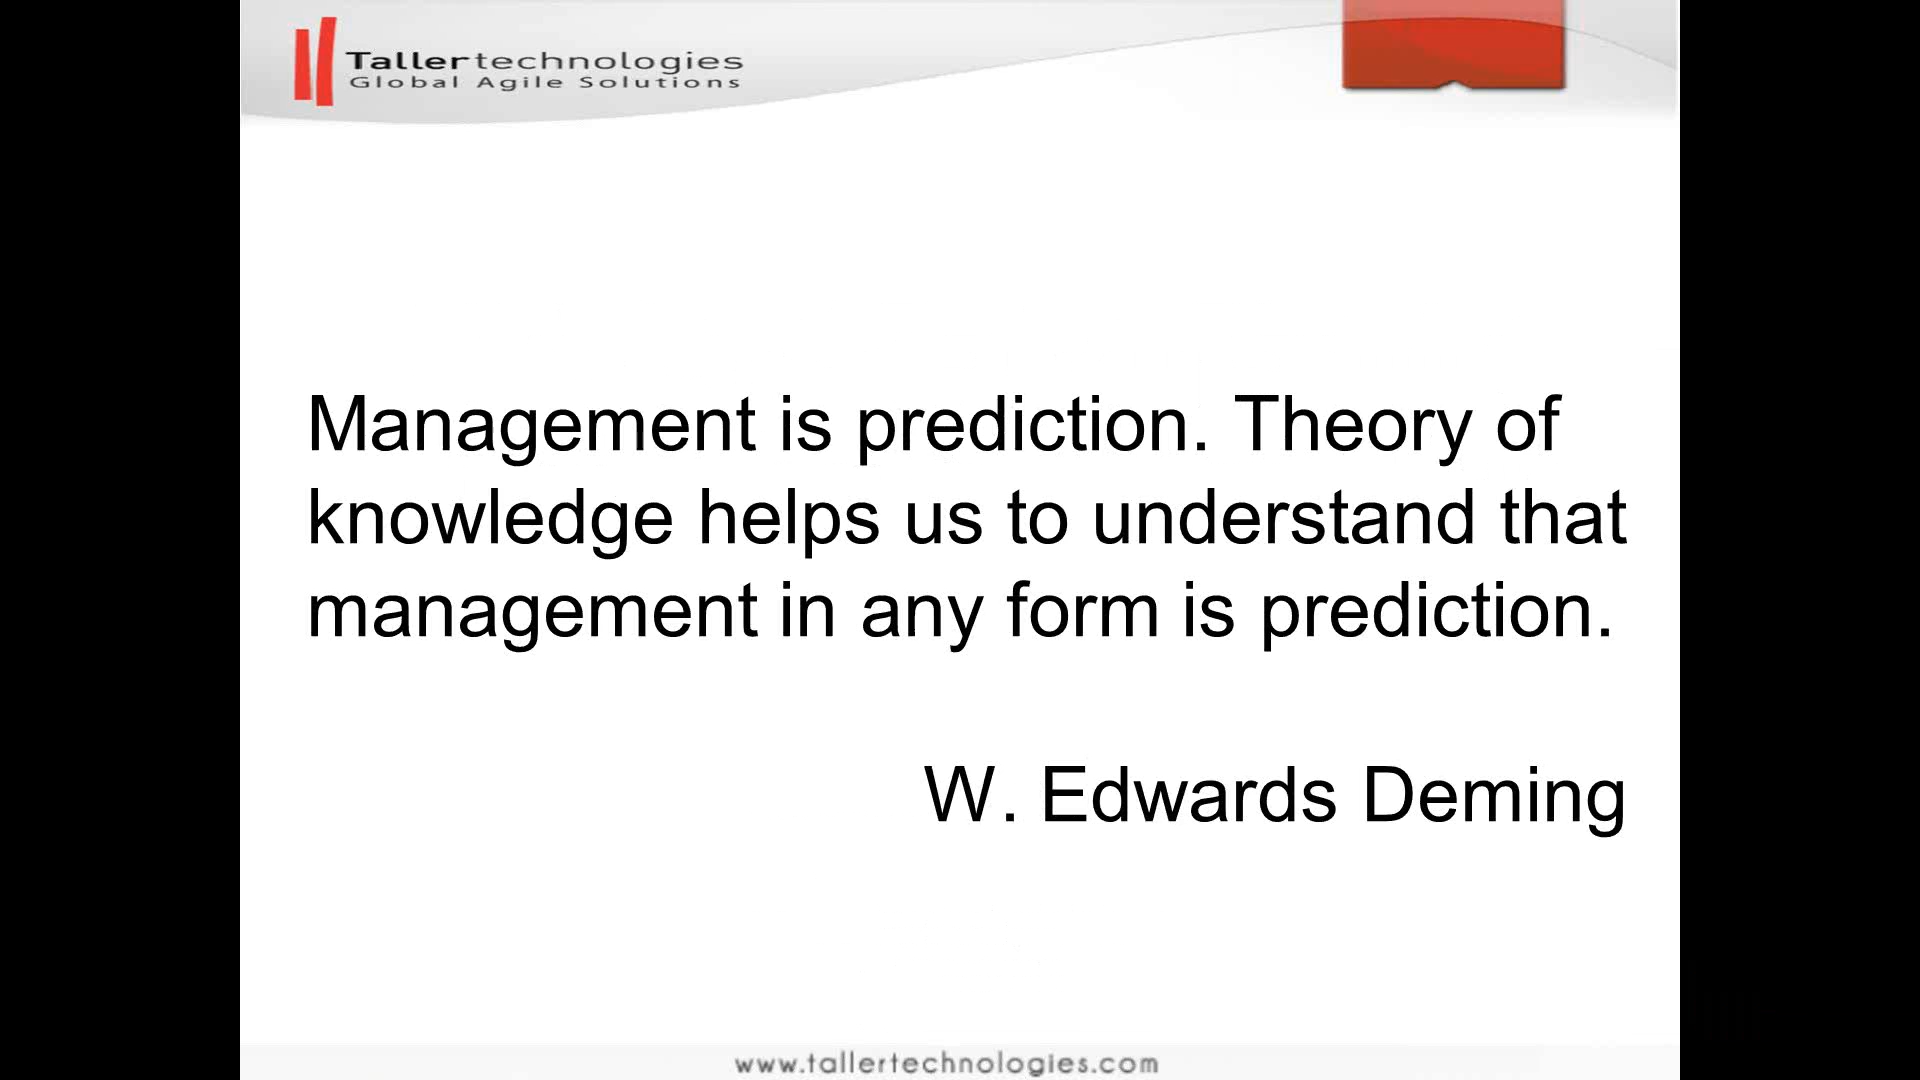 Tallertechnologies
Global Agile Solutions
Management is prediction. Theory of
knowledge helps us to understand that
management in any form is prediction.
W. Edwards Deming
www.tallertechnologies.com